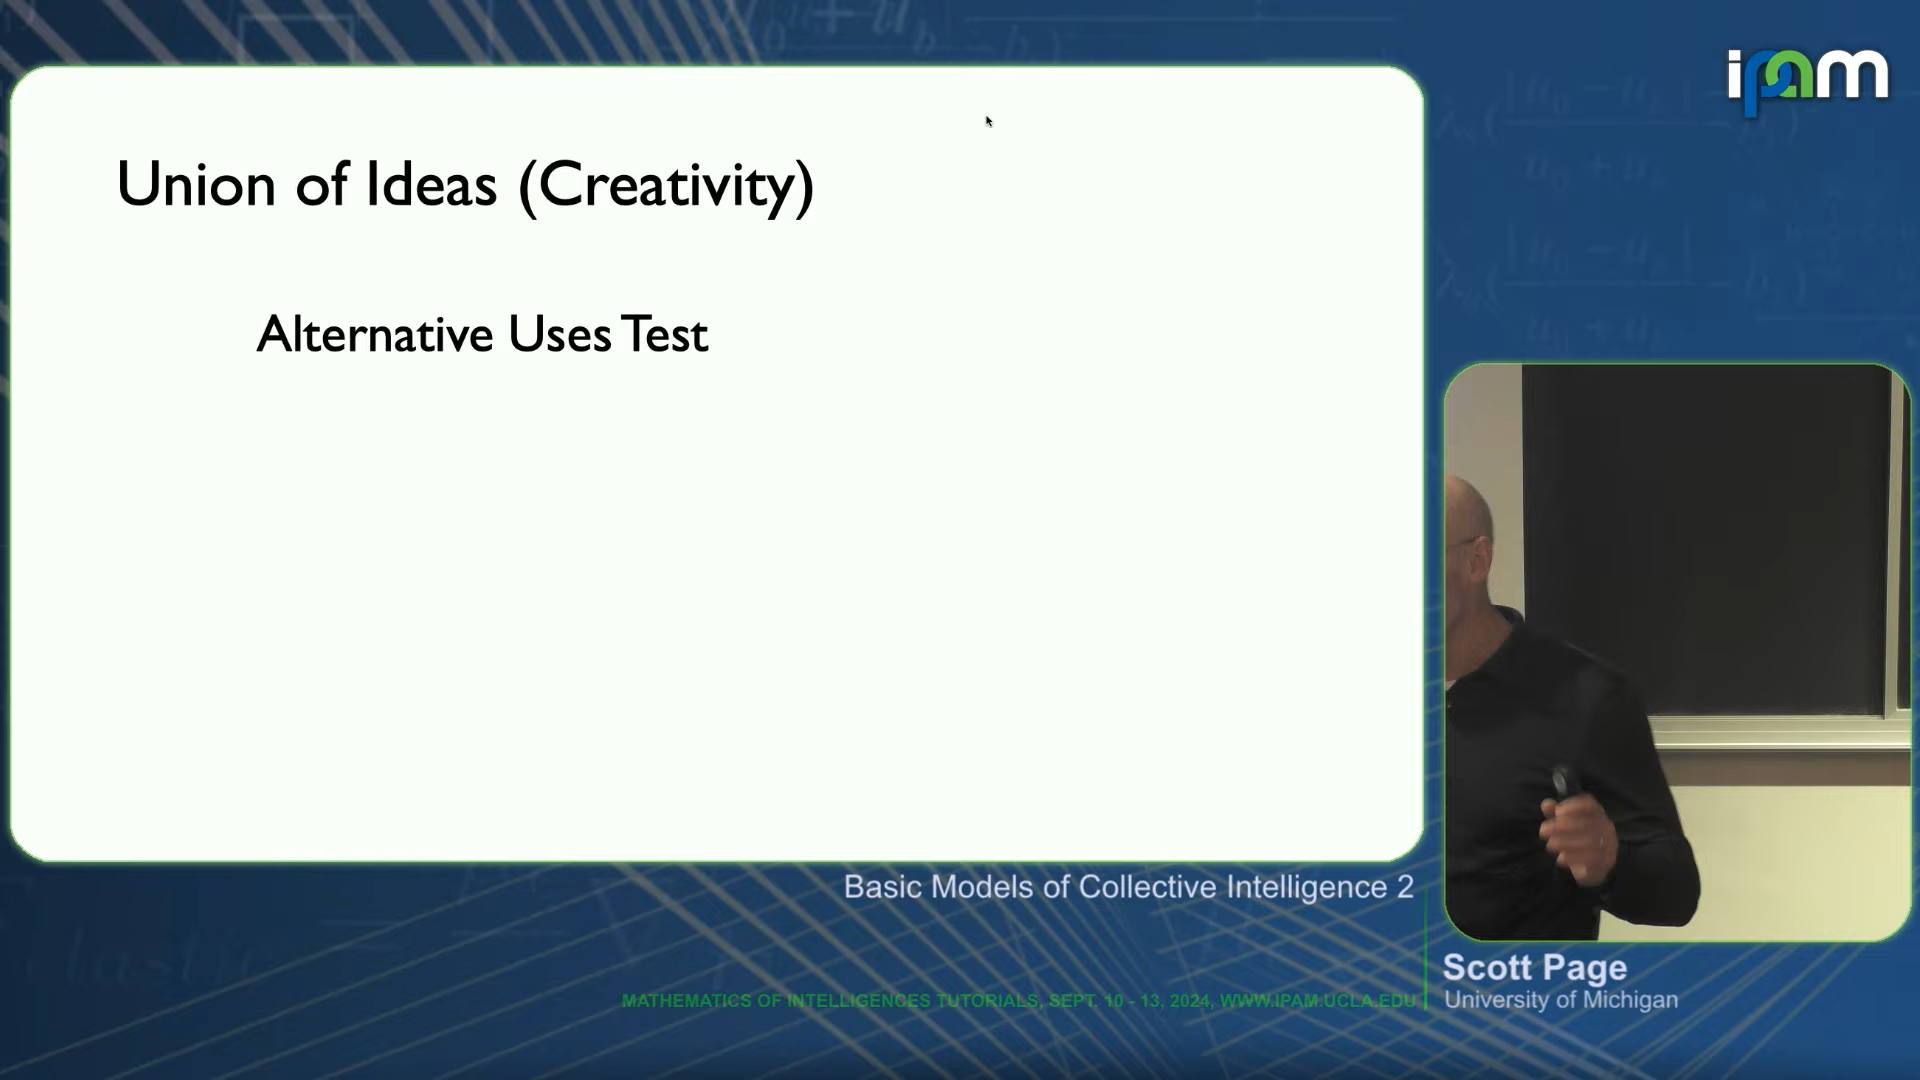 ipam
Union of Ideas (Creativity)
Alternative Uses Test
Basic Models of Collective Intelligence 2
Scott Page
University of Michigan
MATHEMATICS OF INTELLIGENCES TUTORIALS, SEPT. 10 - 13, 2024, WWW.IPAM.UCLA.EDU